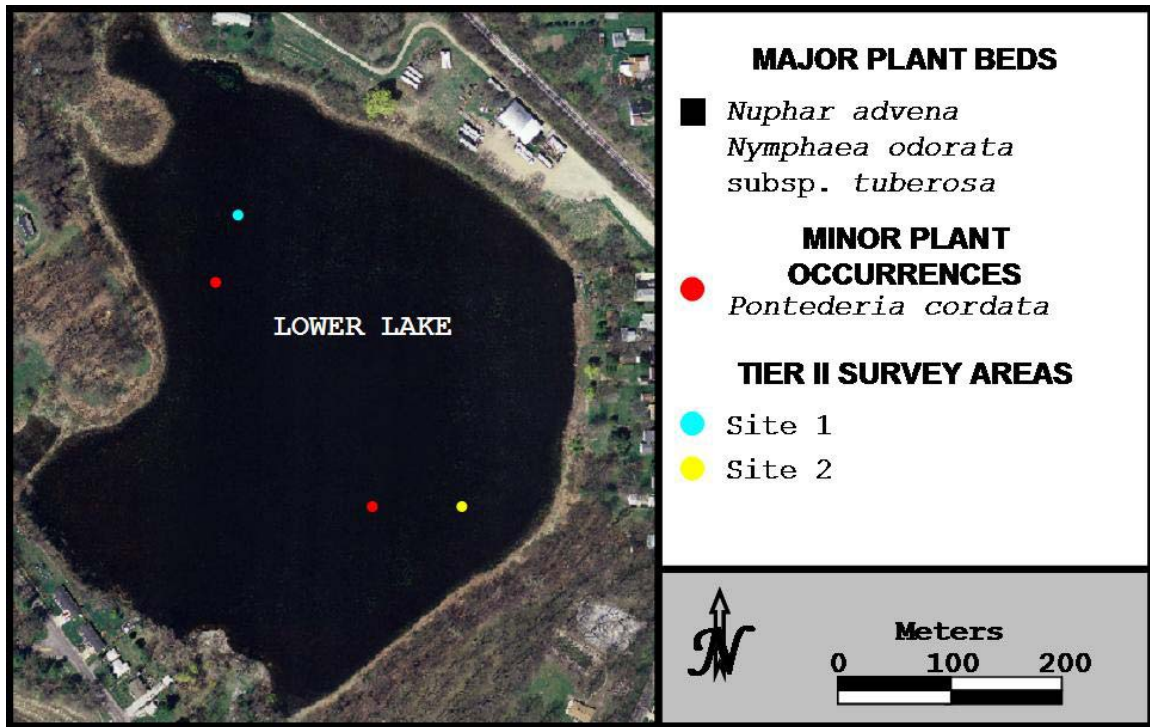 LOWER LAKE
MAJOR PLANT BEDS
Nuphar advena
Nymphaea odorata
subsp. tuberosa
MINOR PLANT
OCCURRENCES
Pontederia cordata
TIER II SURVEY AREAS
Site 1
Site 2
N
Meters
0 100 200